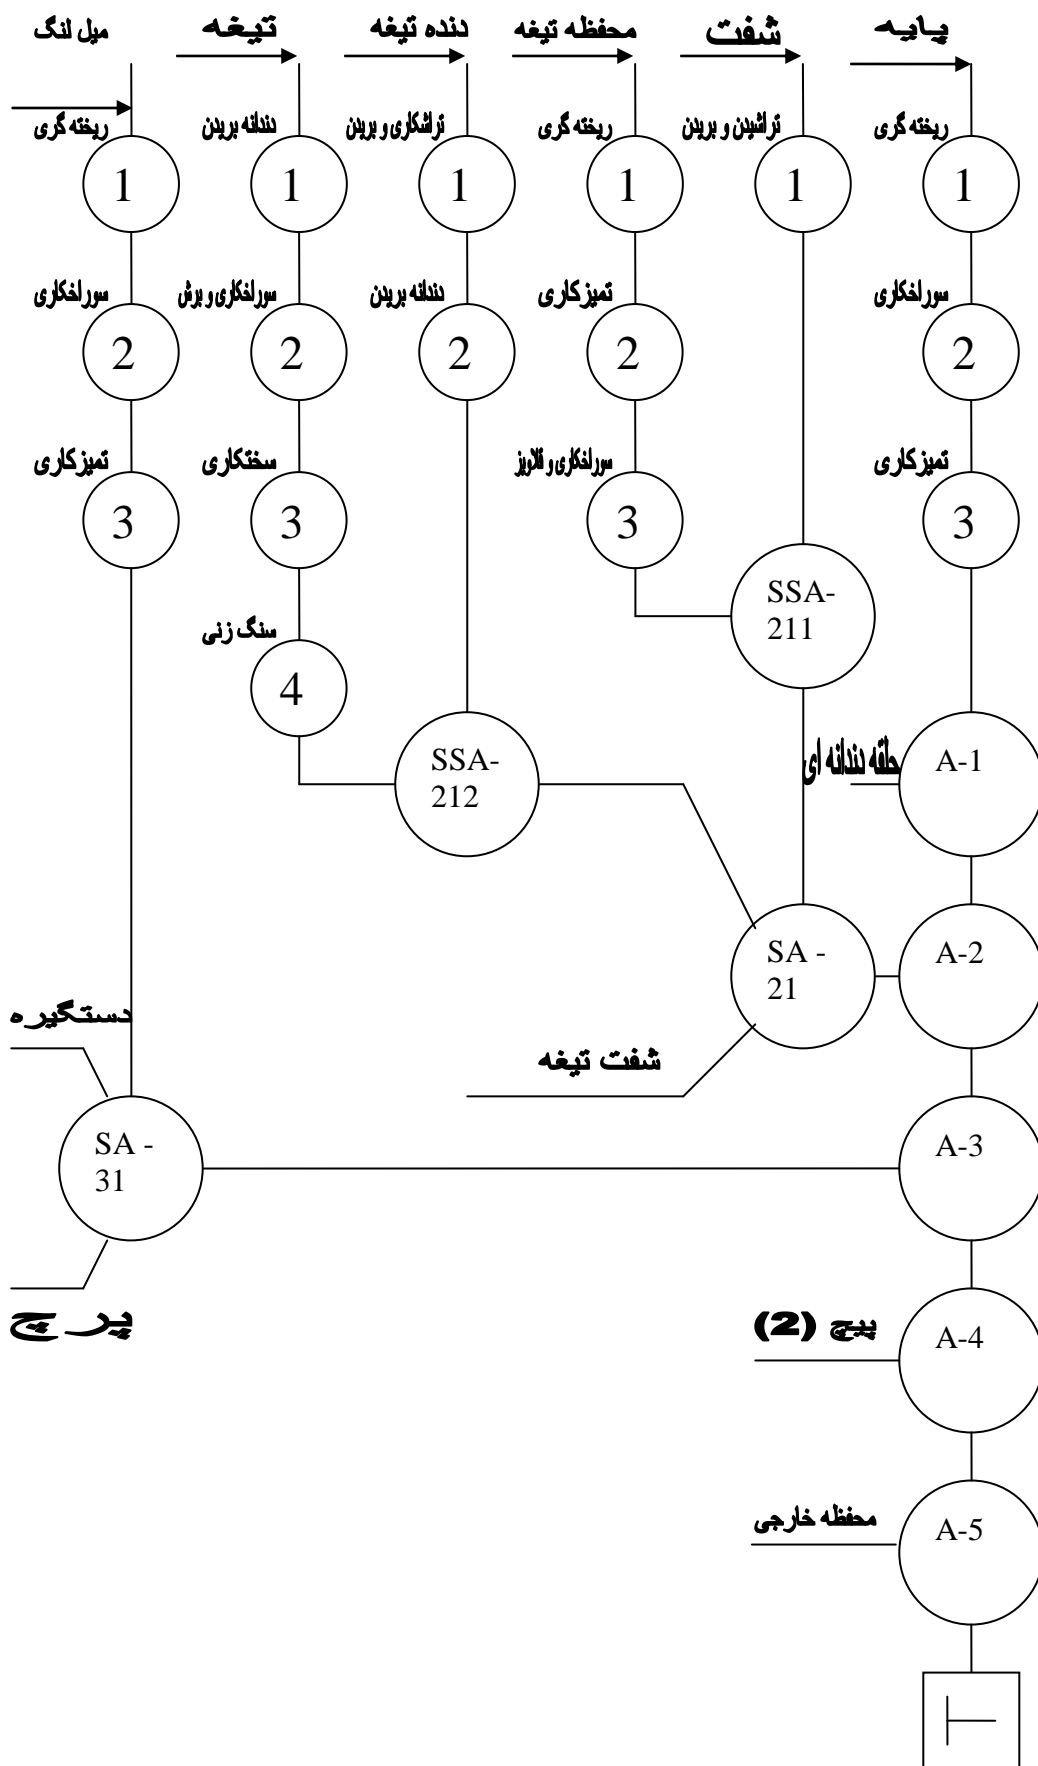 پایه
شفت
محفظه تیغه
دنده تیغه
تیغه
میل لنگ
ریخته گری
تراشیدن و بریدن
ریخته گری
تراشکاری و بریدن
دندانه بریدن
ریخته گری
1
1
1
1
1
1
سوراخکاری
تمیزکاری
دندانه بریدن
سوراخکاری و برش
سوراخکاری
2
2
2
2
2
تمیزکاری
سوراخکاری و قلاویز
سختکاری
تمیزکاری
3
3
3
3
SSA-
211
سنگ زنی
4
حلقه دندانه ای
A-1
SSA-
212
A-2
SA -
21
دستگیره
شفت تیغه
A-3
SA -
31
پرچ
پیچ (2)
A-4
محفظه خارجی
A-5